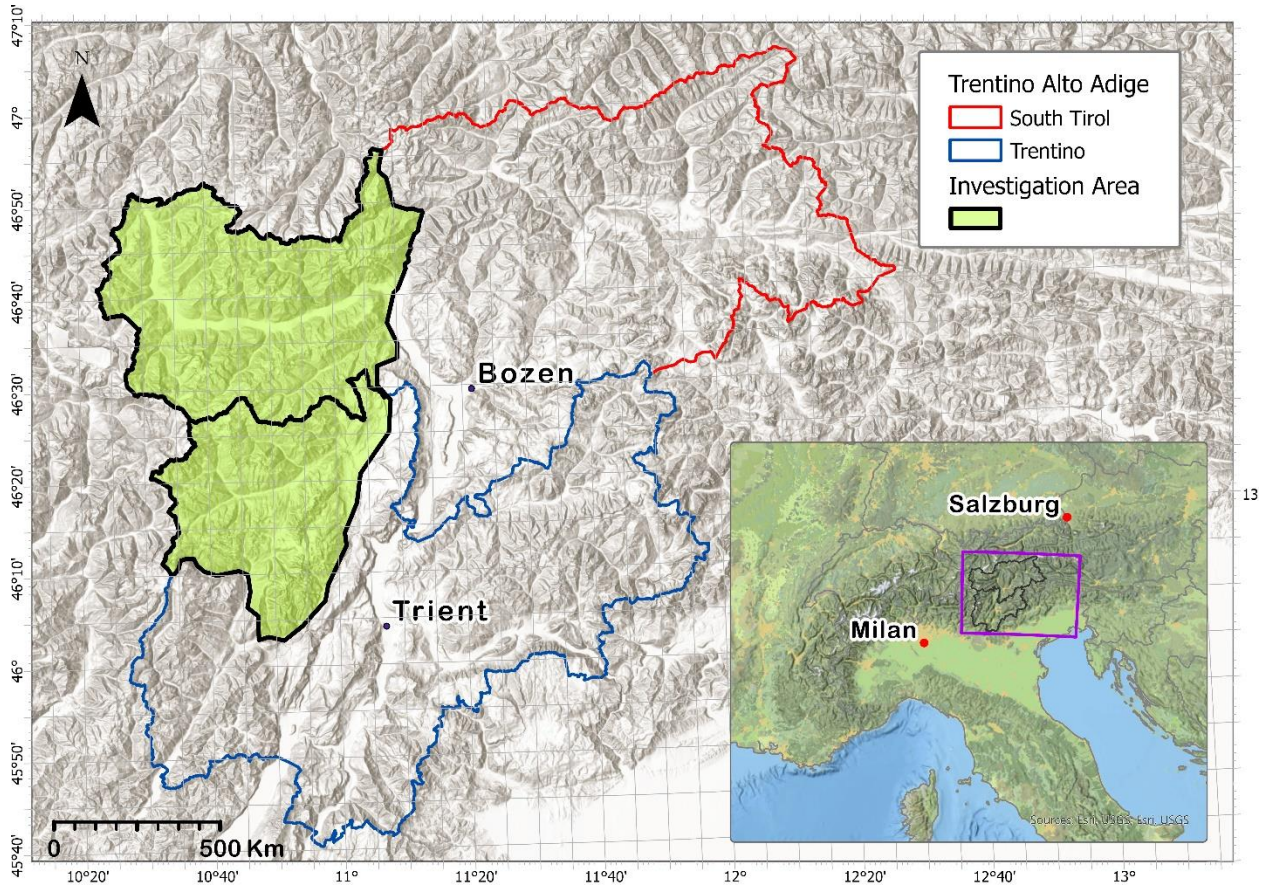 47°10'
47°
46°50'
46°40'
46°30'
46°20'
46°10'
46°
45°50'
45°40'
N
Trentino Alto Adige
South Tirol
Trentino
Investigation Area
Bozen
Trient
Salzburg
Milan
Sources: Esri, USGS, Esri, USGS
0 500 Km
13
10°20' 10°40' 11° 11°20' 11°40' 12° 12°20' 12°40' 13°